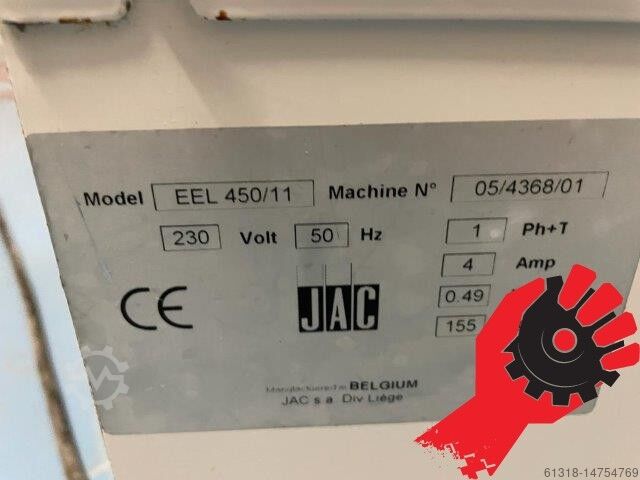 Model EEL 450/11 Machine N° 05/4368/01
230 Volt 50 Hz 1 Ph+T
4 Amp
0.49
155
CE JAC
Manufactured in BELGIUM
JAC s a Div Liège
61318-14754769